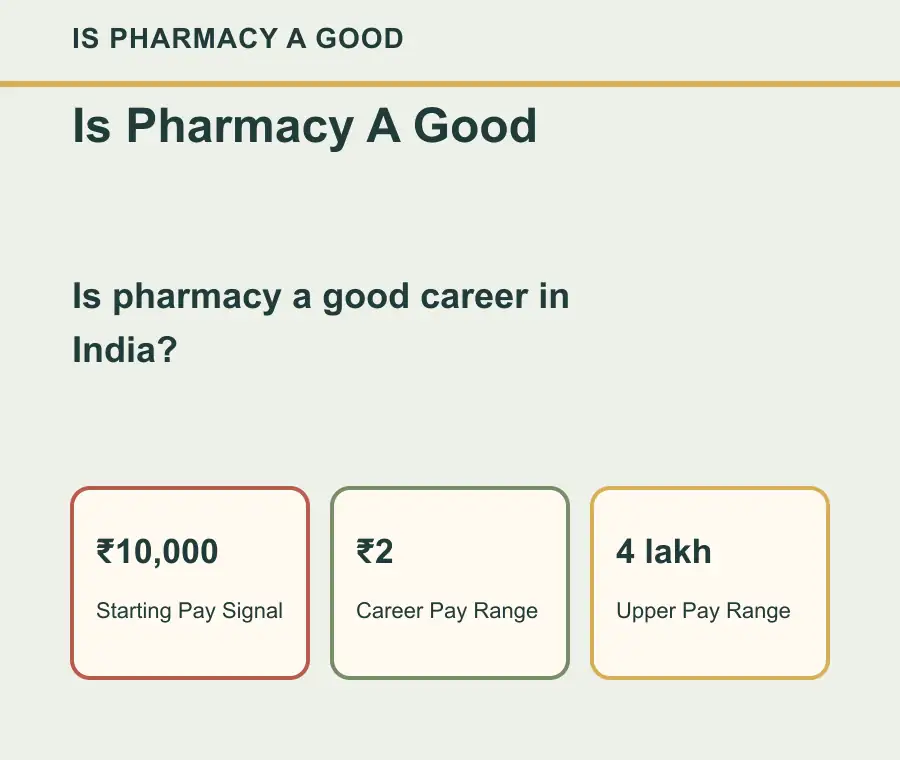 IS PHARMACY A GOOD
Is Pharmacy A Good
Is pharmacy a good career in
India?
₹10,000
Starting Pay Signal
₹2
Career Pay Range
4 lakh
Upper Pay Range